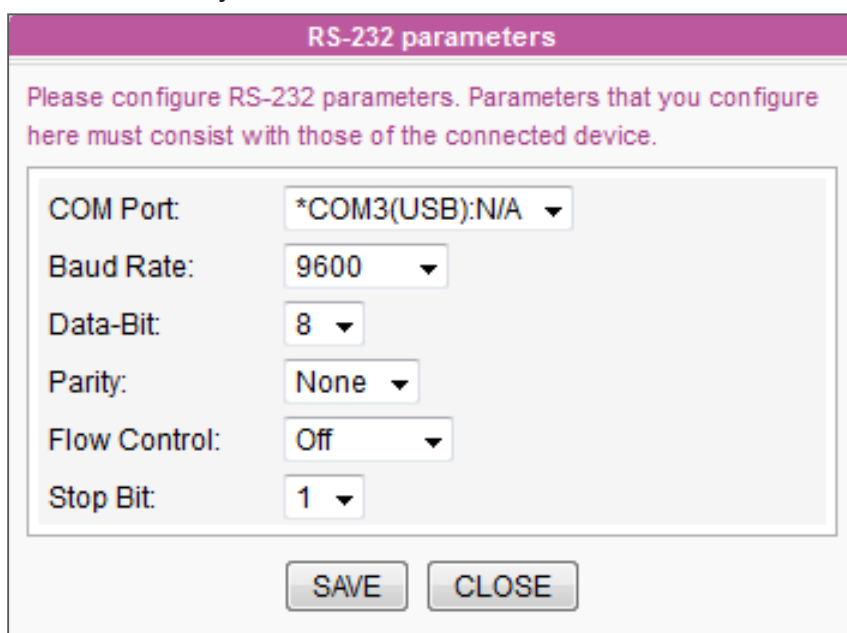 RS-232 parameters
Please configure RS-232 parameters. Parameters that you configure
here must consist with those of the connected device.
COM Port: *COM3(USB):N/A
Baud Rate: 9600
Data-Bit: 8
Parity: None
Flow Control: Off
Stop Bit: 1
SAVE CLOSE